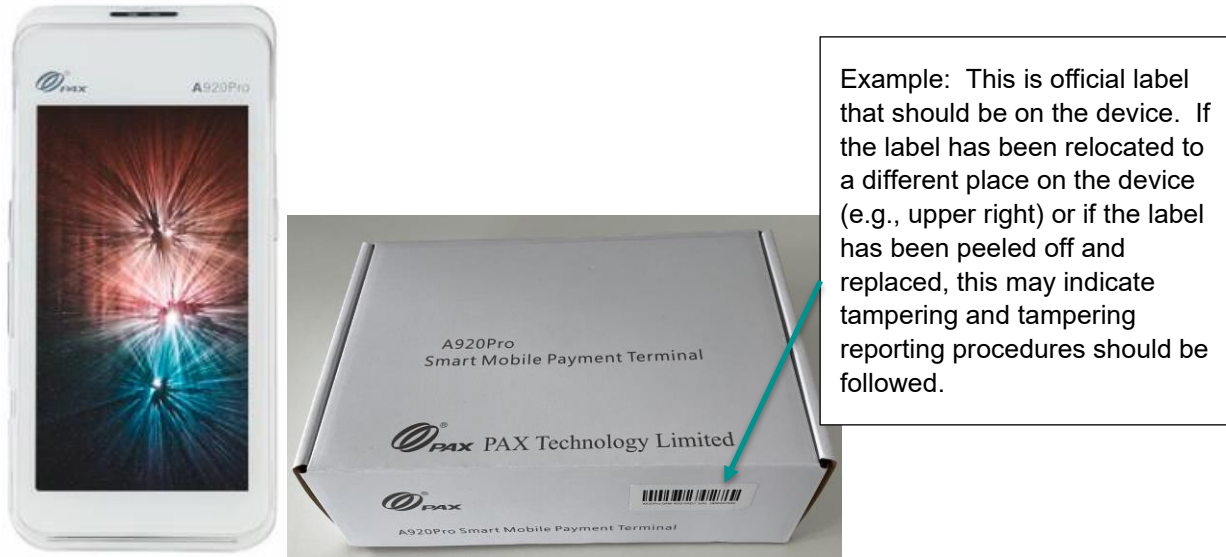 PAX
A920Pro
A920Pro
Smart Mobile Payment Terminal
PAX PAX Technology Limited
PAX
A920Pro Smart Mobile Payment Terminal
Example: This is official label
that should be on the device. If
the label has been relocated to
a different place on the device
(e.g., upper right) or if the label
has been peeled off and
replaced, this may indicate
tampering and tampering
reporting procedures should be
followed.